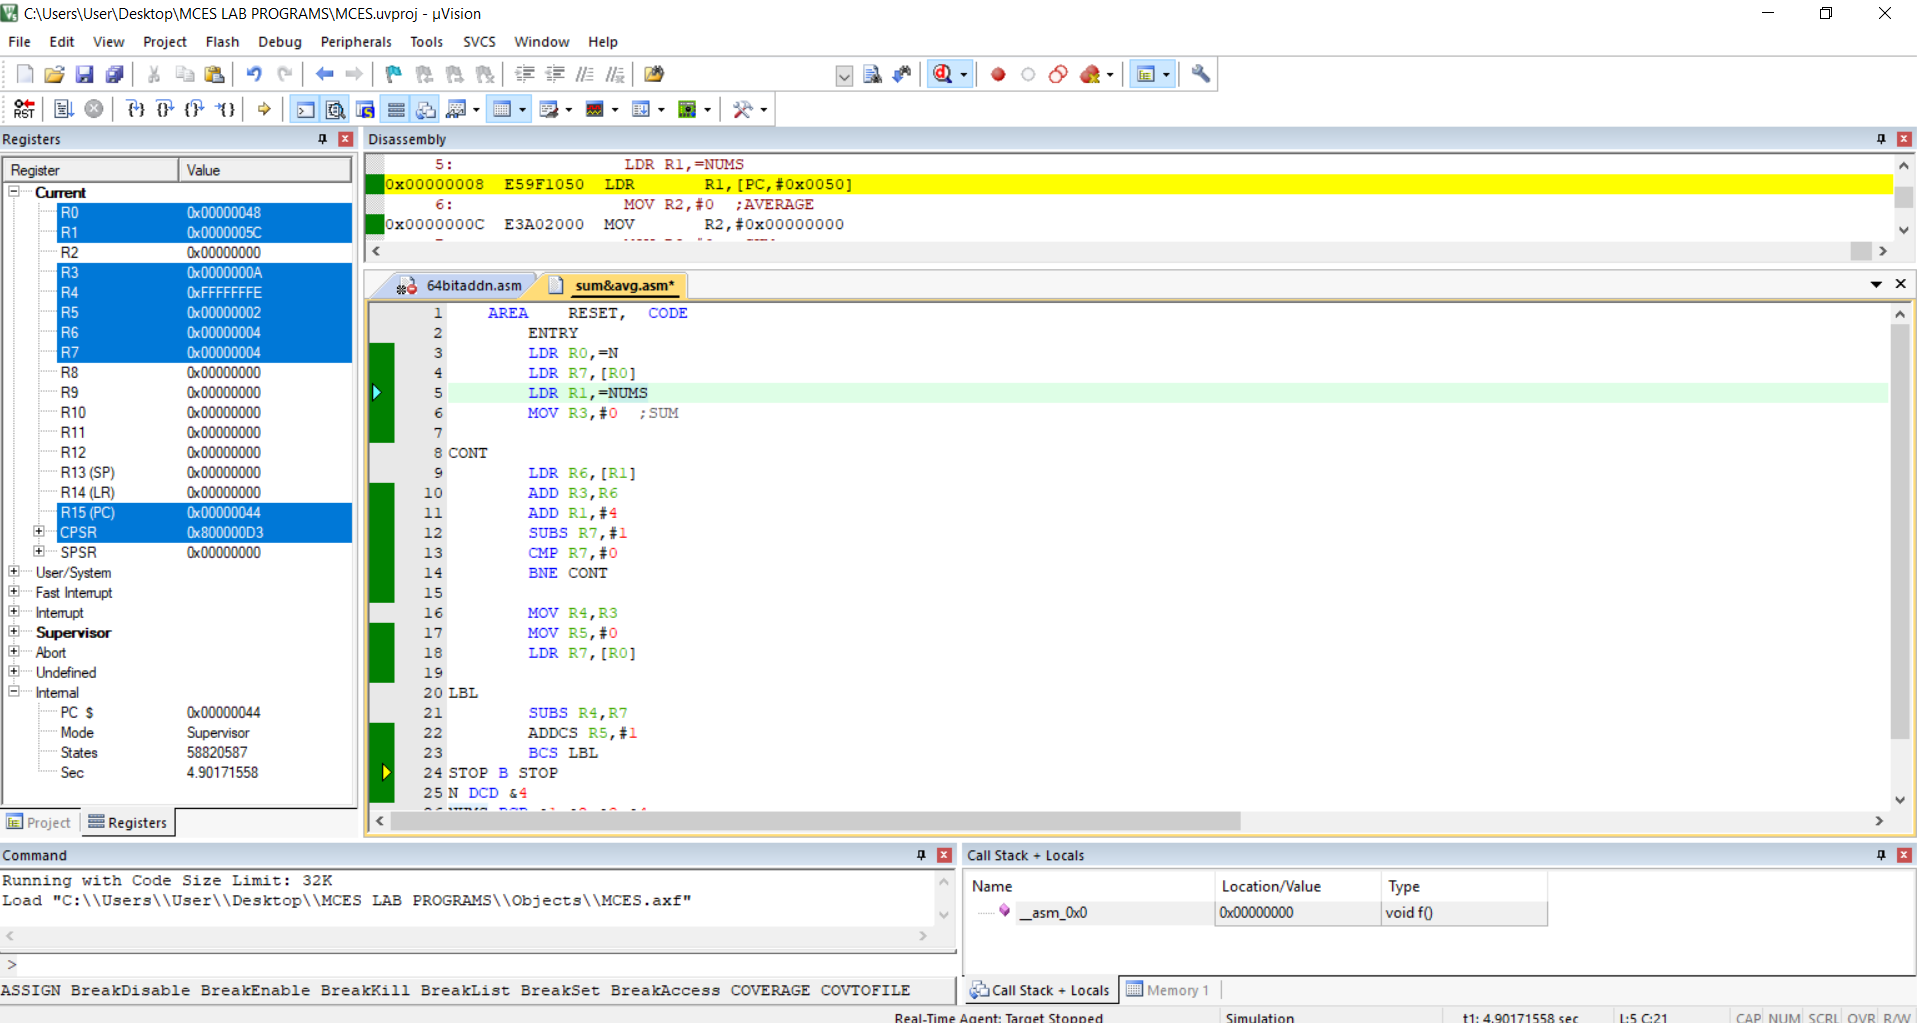 C:\Users\User\Desktop\MCES LAB PROGRAMS\MCES.uvproj - µVision
File Edit View Project Flash Debug Peripherals Tools SVCS Window Help
Registers
Register Value
Current
R0 0x00000048
R1 0x0000005C
R2 0x00000000
R3 0x0000000A
R4 0xFFFFFFFE
R5 0x00000002
R6 0x00000004
R7 0x00000004
R8 0x00000000
R9 0x00000000
R10 0x00000000
R11 0x00000000
R12 0x00000000
R13 (SP) 0x00000000
R14 (LR) 0x00000000
R15 (PC) 0x00000044
CPSR 0x800000D3
SPSR 0x00000000
User/System
Fast Interrupt
Interrupt
Supervisor
Abort
Undefined
Internal
PC $ 0x00000044
Mode Supervisor
States 58820587
Sec 4.90171558
Project Registers
Disassembly
5: LDR R1,=NUMS
0x00000008 E59F1050 LDR R1,[PC,#0x0050]
6: MOV R2,#0 ;AVERAGE
0x0000000C E3A02000 MOV R2,#0x00000000
64bitaddn.asm sum&avg.asm*
1 AREA RESET, CODE
2 ENTRY
3 LDR R0,=N
4 LDR R7,[R0]
5 LDR R1,=NUMS
6 MOV R3,#0 ;SUM
7
8 CONT
9 LDR R6,[R1]
10 ADD R3,R6
11 ADD R1,#4
12 SUBS R7,#1
13 CMP R7,#0
14 BNE CONT
15
16 MOV R4,R3
17 MOV R5,#0
18 LDR R7,[R0]
19
20 LBL
21 SUBS R4,R7
22 ADDCS R5,#1
23 BCS LBL
24 STOP B STOP
25 N DCD &4
Command
Running with Code Size Limit: 32K
Load "C:\\Users\\User\\Desktop\\MCES LAB PROGRAMS\\Objects\\MCES.axf"
>
ASSIGN BreakDisable BreakEnable BreakKill BreakList BreakSet BreakAccess COVERAGE COVTOFILE
Call Stack + Locals
Name Location/Value Type
__asm_0x0 0x00000000 void f()
Call Stack + Locals Memory 1
Real-Time Agent: Target Stopped Simulation t1: 4.90171558 sec L:5 C:21 CAP NUM SCRL OVR R/W